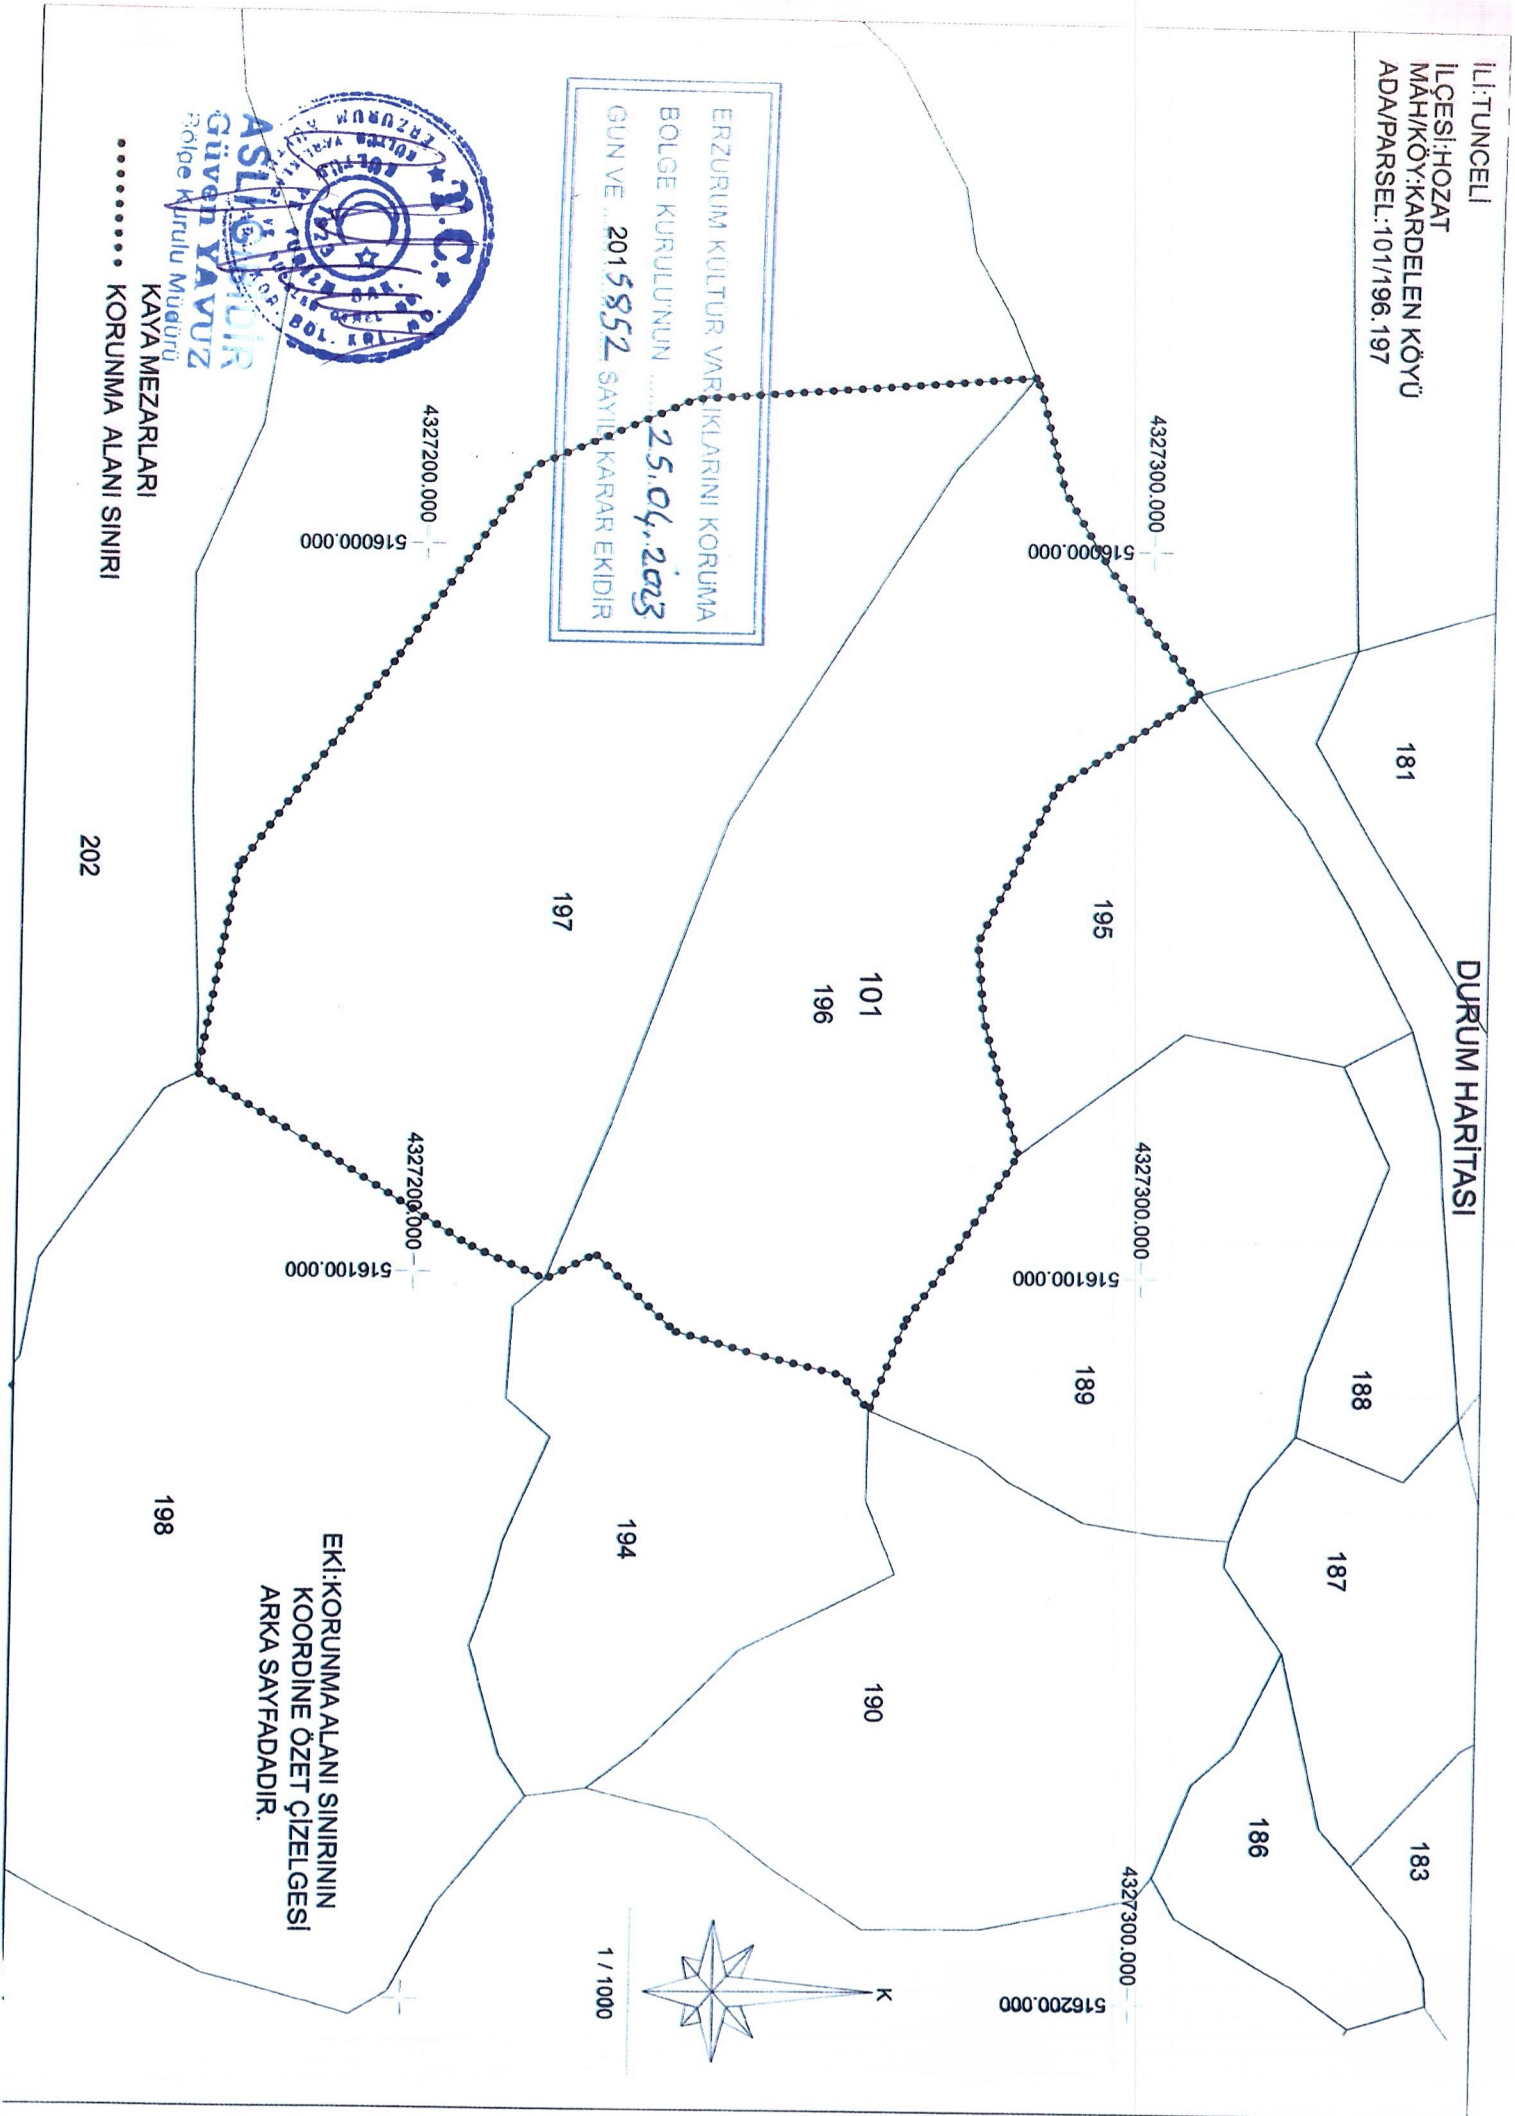 İLİ:TUNCELİ
İLÇESİ:HOZAT
MAH/KÖY:KARDELEN KÖYÜ
ADA/PARSEL:101/196.197
DURUM HARİTASI
181
4327300.000
516000.000
195
4327300.000
516100.000
188
189
187
183
186
4327300.000
516200.000
101
196
190
197
194
ERZURUM KÜLTÜR VARLIKLARINI KORUMA
BÖLGE KURULU'NUN ...... 25.04.2023
GÜN VE ... 2015852 SAYILI KARAR EKİDİR
4327200.000
516000.000
4327200.000
516100.000
K
1 / 1000
T.C.
ASLI GİBİDİR
Güven YAVUZ
Bölge Kurulu Müdürü
KAYA MEZARLARI
KORUNMA ALANI SINIRI
202
198
EKİ:KORUNMA ALANI SINIRININ
KOORDİNE ÖZET ÇİZELGESİ
ARKA SAYFADADIR.